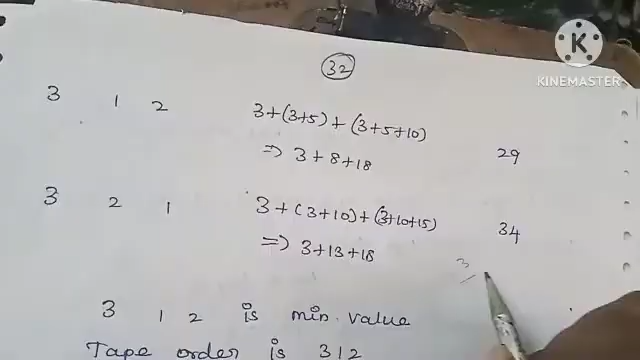 32
K
KINEMASTER
3 1 2 3+(3+5)+(3+5+10)
=> 3+8+18 29
3 2 1 3+(3+10)+(3+10+15)
=> 3+13+18 34
3
3 1 2 is min. value
Tape order is 312